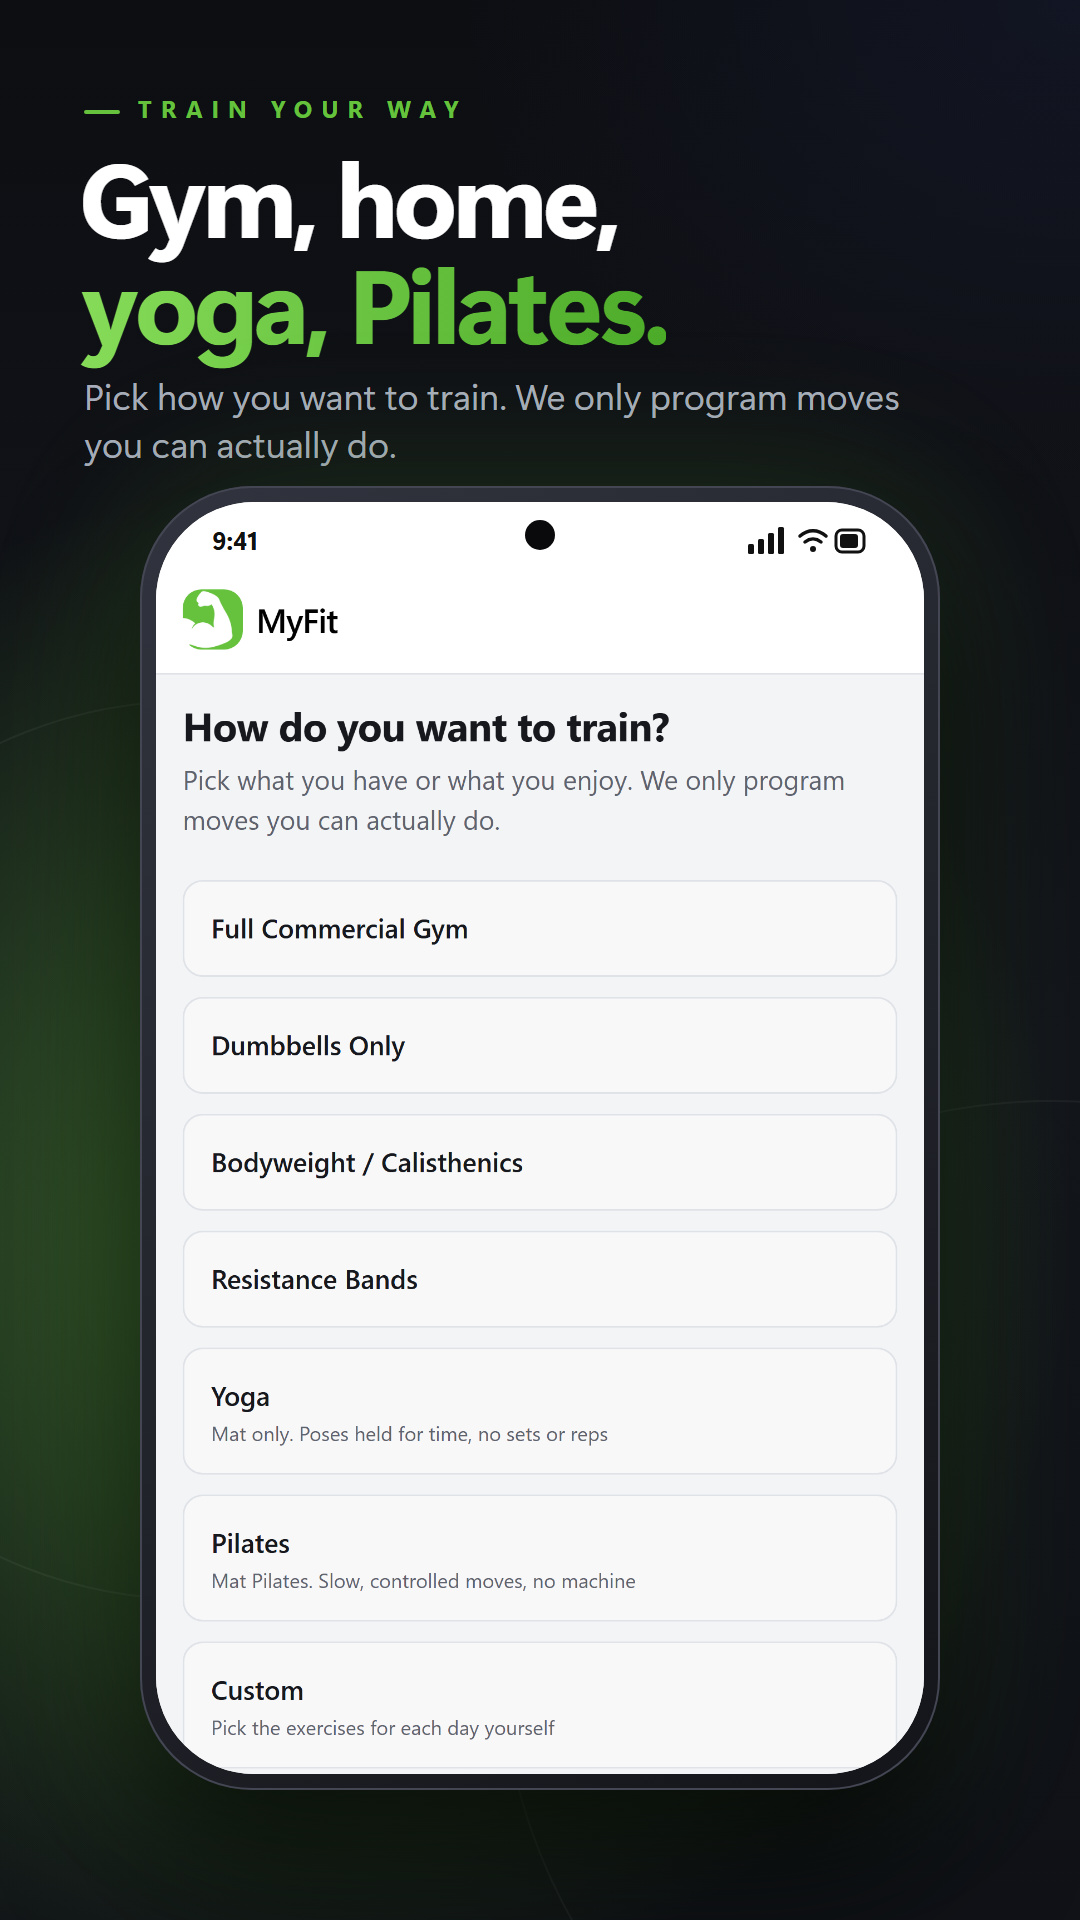 TRAIN YOUR WAY
Gym, home,
yoga, Pilates.
Pick how you want to train. We only program moves
you can actually do.
9:41
MyFit
How do you want to train?
Pick what you have or what you enjoy. We only program
moves you can actually do.
Full Commercial Gym
Dumbbells Only
Bodyweight / Calisthenics
Resistance Bands
Yoga
Mat only. Poses held for time, no sets or reps
Pilates
Mat Pilates. Slow, controlled moves, no machine
Custom
Pick the exercises for each day yourself